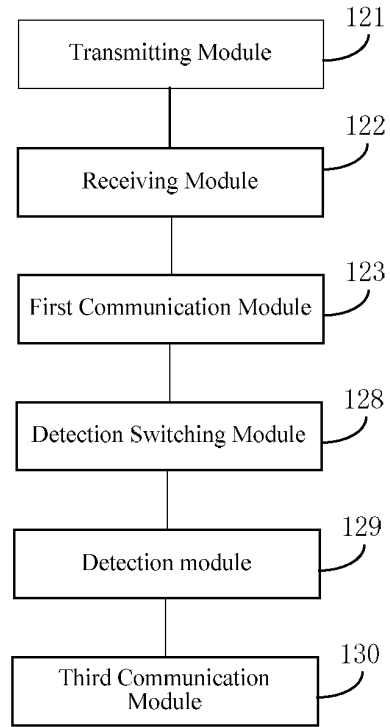 121
Transmitting Module
122
Receiving Module
123
First Communication Module
128
Detection Switching Module
129
Detection module
130
Third Communication
Module